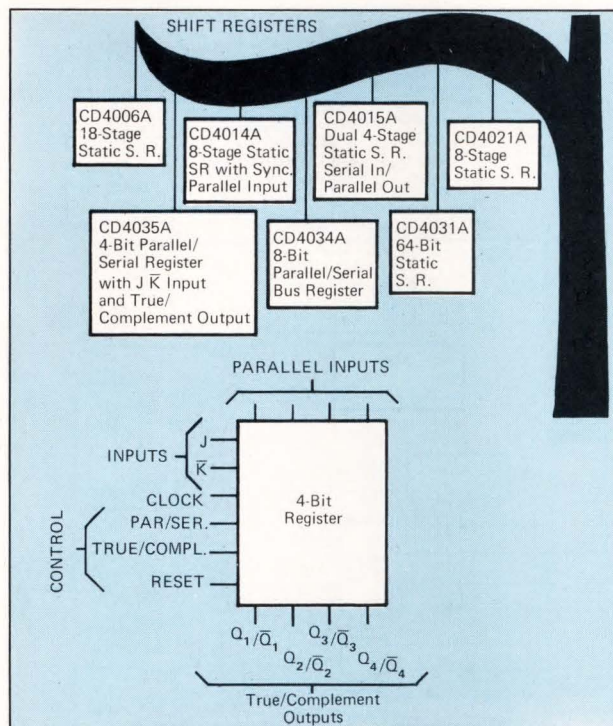 SHIFT REGISTERS
CD4006A
18-Stage
Static S. R.
CD4014A
8-Stage Static
SR with Sync.
Parallel Input
CD4015A
Dual 4-Stage
Static S. R.
Serial In/
Parallel Out
CD4021A
8-Stage
Static S. R.
CD4035A
4-Bit Parallel/
Serial Register
with J K̅ Input
and True/
Complement Output
CD4034A
8-Bit
Parallel/Serial
Bus Register
CD4031A
64-Bit
Static
S. R.
PARALLEL INPUTS
INPUTS
J
K̅
CONTROL
CLOCK
PAR/SER.
TRUE/COMPL.
RESET
4-Bit
Register
Q₁/Q̅₁
Q₂/Q̅₂
Q₃/Q̅₃
Q₄/Q̅₄
True/Complement
Outputs